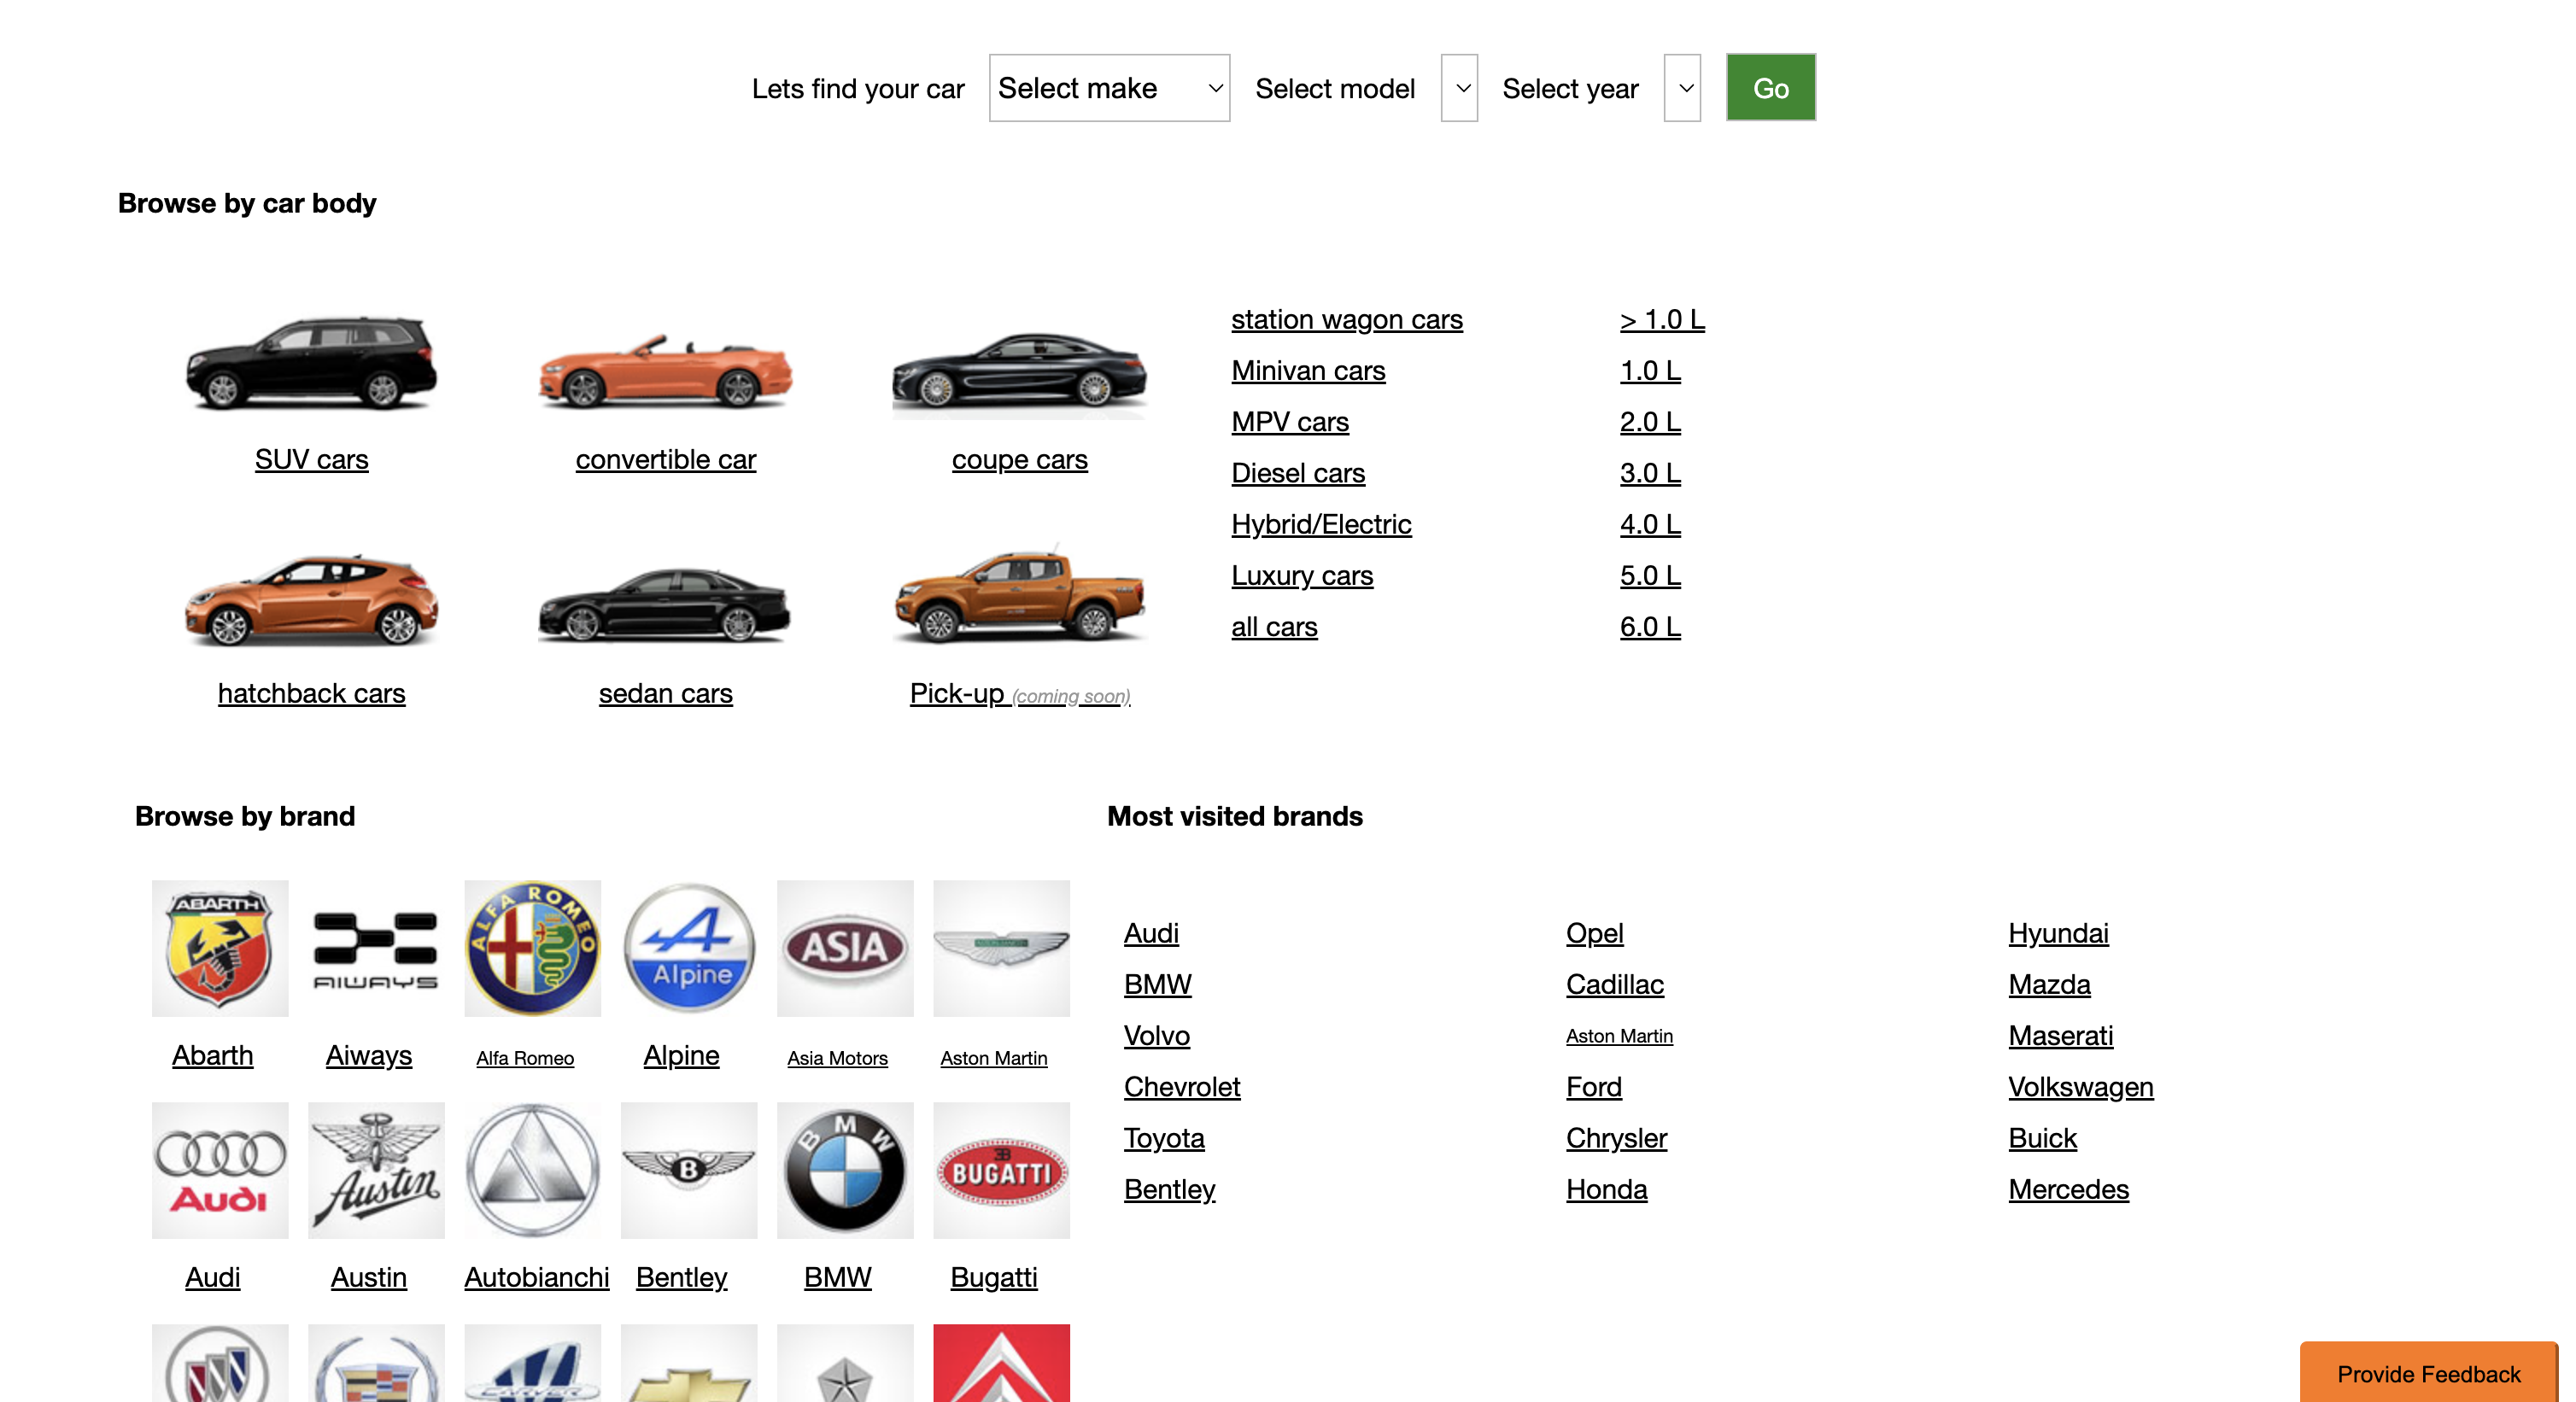 Lets find your car Select make Select model Select year Go
Browse by car body
SUV cars convertible car coupe cars
hatchback cars sedan cars Pick-up (coming soon)
station wagon cars > 1.0 L
Minivan cars 1.0 L
MPV cars 2.0 L
Diesel cars 3.0 L
Hybrid/Electric 4.0 L
Luxury cars 5.0 L
all cars 6.0 L
Browse by brand
ABARTH AIWAYS ALFA ROMEO Alpine ASIA
Abarth Aiways Alfa Romeo Alpine Asia Motors Aston Martin
Audi Austin B BMW BUGATTI
Audi Austin Autobianchi Bentley BMW Bugatti
Most visited brands
Audi Opel Hyundai
BMW Cadillac Mazda
Volvo Aston Martin Maserati
Chevrolet Ford Volkswagen
Toyota Chrysler Buick
Bentley Honda Mercedes
Provide Feedback